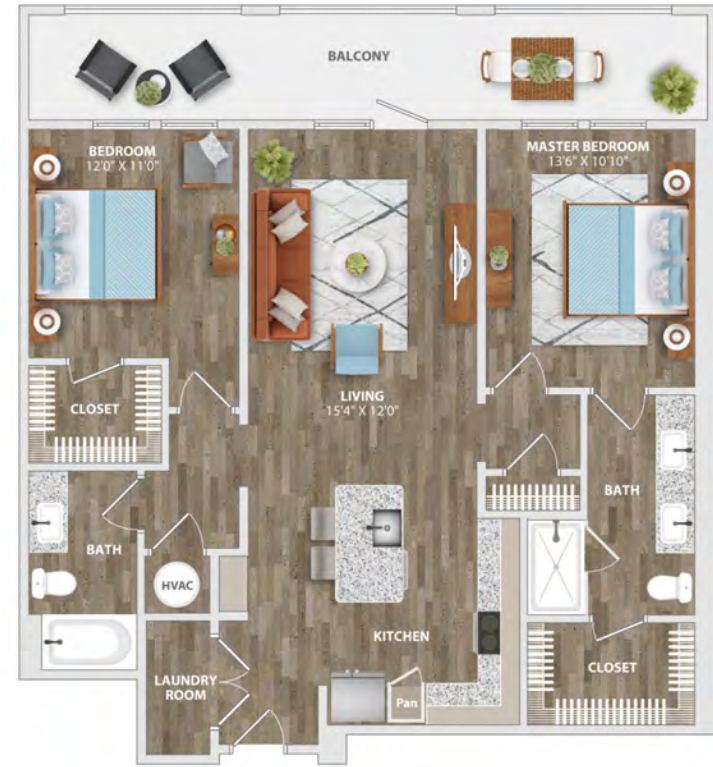 BALCONY
BEDROOM
12'0" X 11'0"
MASTER BEDROOM
13'6" X 10'10"
CLOSET
LIVING
15'4" X 12'0"
BATH
BATH
HVAC
KITCHEN
LAUNDRY
ROOM
Pan
CLOSET